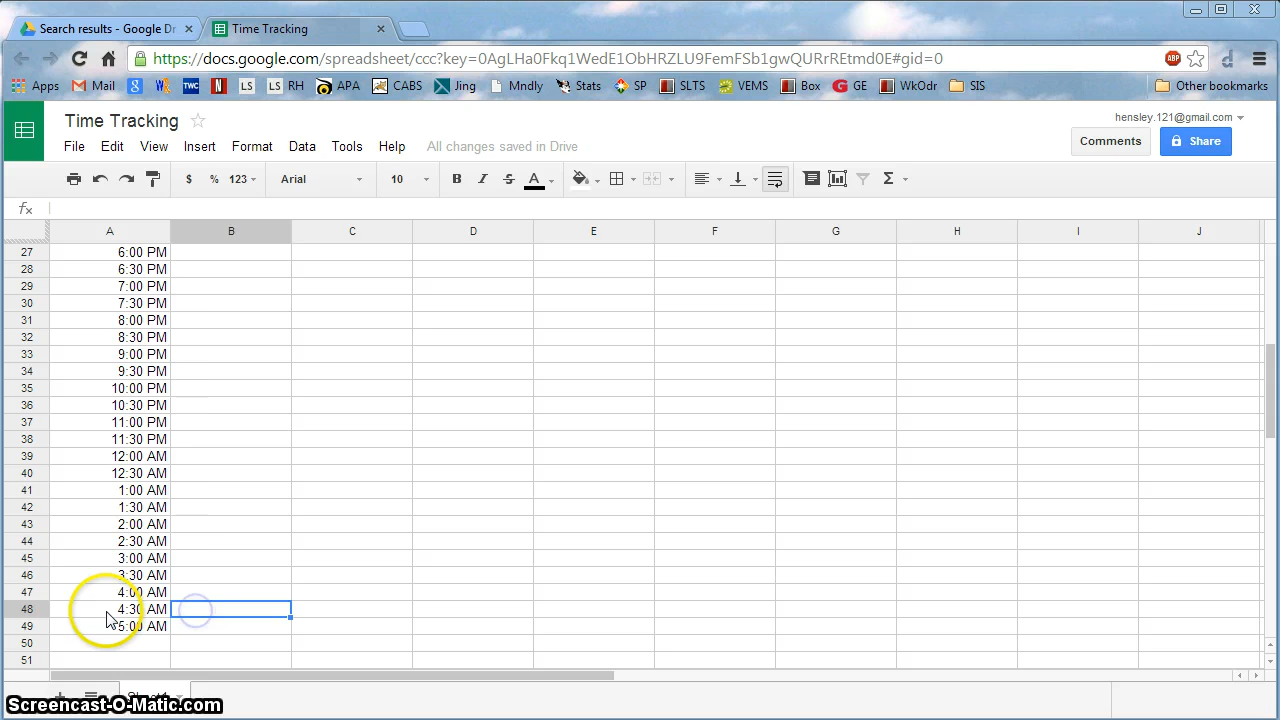 Search results - Google Dr
Time Tracking
https://docs.google.com/spreadsheet/ccc?key=0AgLHa0Fkq1WedE1ObHRZLU9FemFSb1gwQURrREtmd0E#gid=0
ABP
Apps Mail LS LS RH APA CABS Jing Mndly Stats SP SLTS VEMS Box GE WkOdr SIS Other bookmarks
Time Tracking
hensley.121@gmail.com
File Edit View Insert Format Data Tools Help All changes saved in Drive
Comments Share
$ % 123 Arial 10 B I S A Σ
fx
A B C D E F G H I J
27 6:00 PM
28 6:30 PM
29 7:00 PM
30 7:30 PM
31 8:00 PM
32 8:30 PM
33 9:00 PM
34 9:30 PM
35 10:00 PM
36 10:30 PM
37 11:00 PM
38 11:30 PM
39 12:00 AM
40 12:30 AM
41 1:00 AM
42 1:30 AM
43 2:00 AM
44 2:30 AM
45 3:00 AM
46 3:30 AM
47 4:00 AM
48 4:30 AM
49 5:00 AM
50
51
Screencast-O-Matic.com